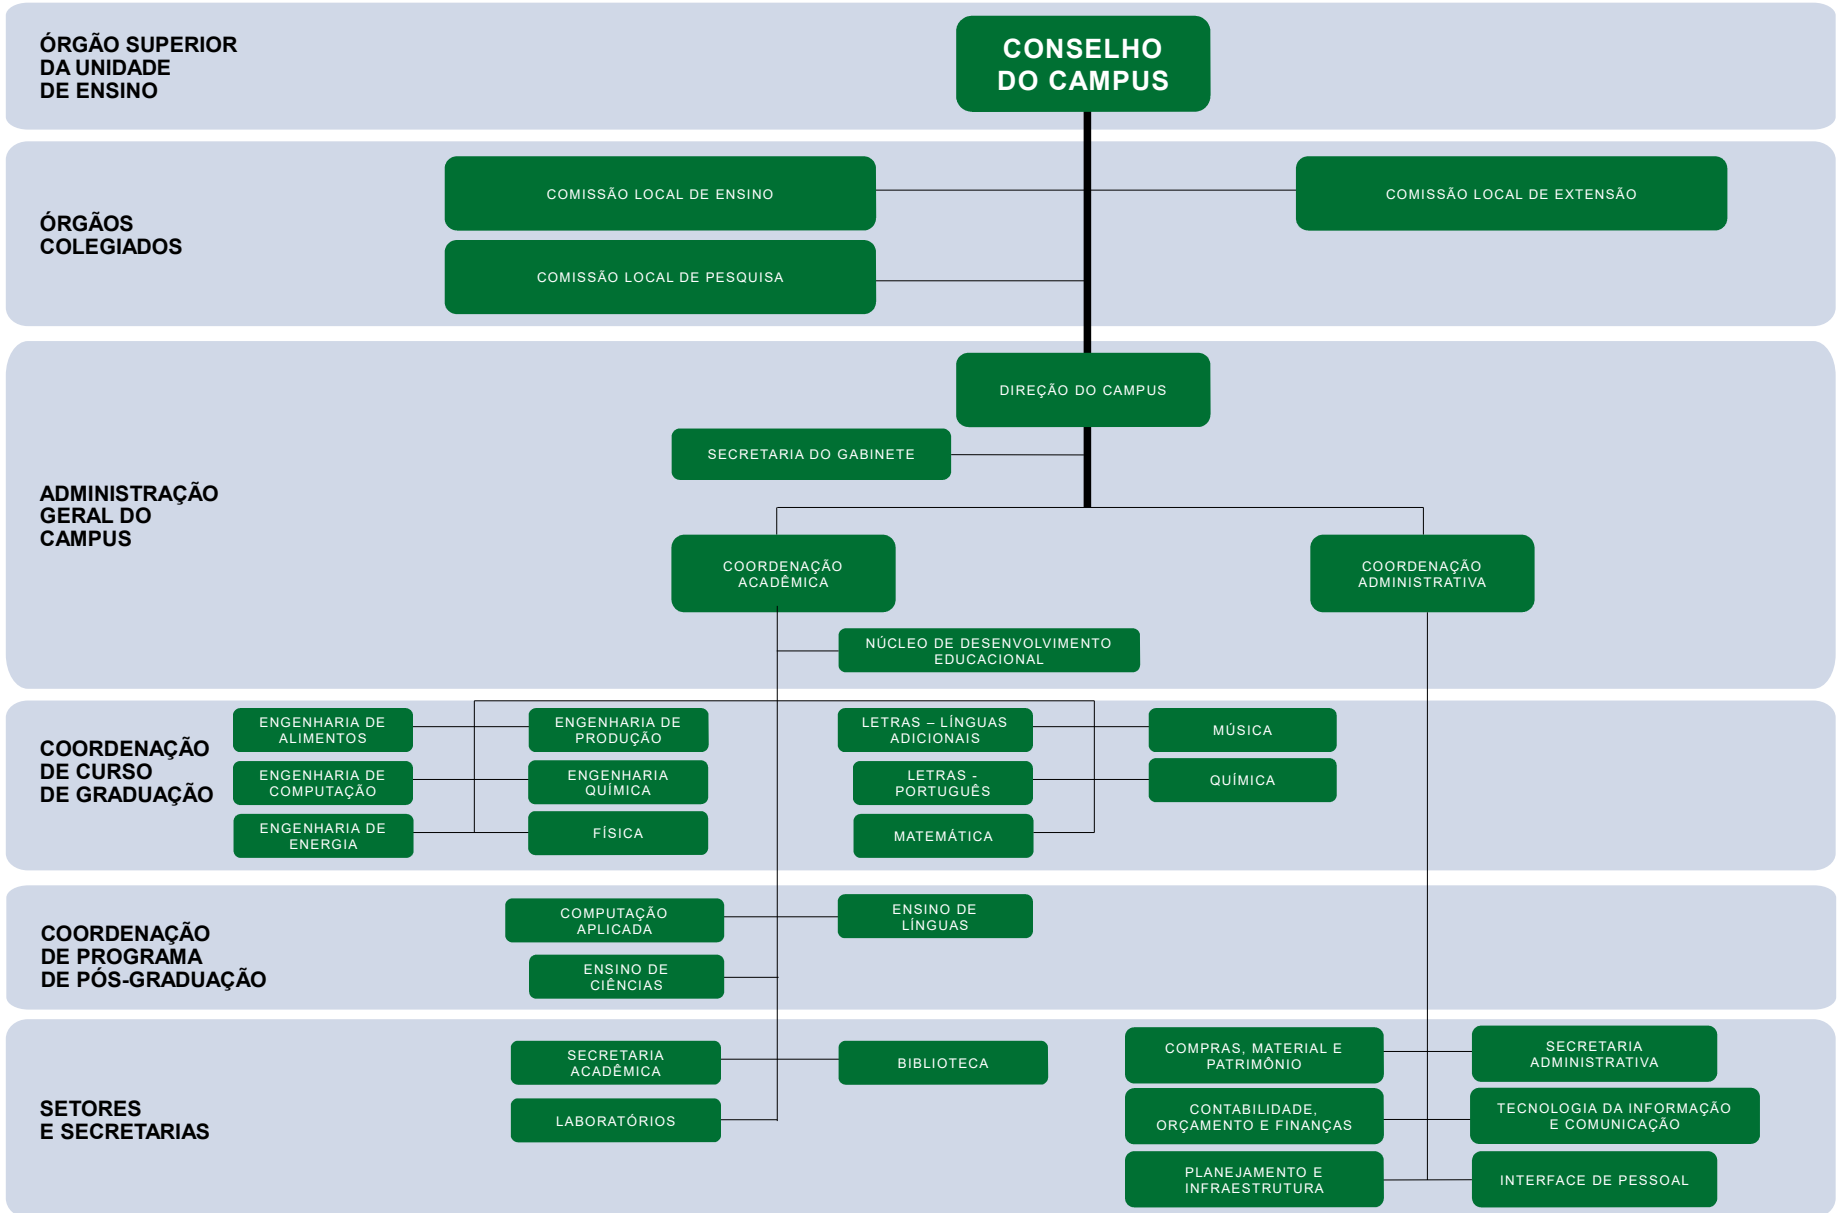 ÓRGÃO SUPERIOR
DA UNIDADE
DE ENSINO
CONSELHO
DO CAMPUS
ÓRGÃOS
COLEGIADOS
COMISSÃO LOCAL DE ENSINO
COMISSÃO LOCAL DE EXTENSÃO
COMISSÃO LOCAL DE PESQUISA
ADMINISTRAÇÃO
GERAL DO
CAMPUS
DIREÇÃO DO CAMPUS
SECRETARIA DO GABINETE
COORDENAÇÃO
ACADÊMICA
COORDENAÇÃO
ADMINISTRATIVA
NÚCLEO DE DESENVOLVIMENTO
EDUCACIONAL
COORDENAÇÃO
DE CURSO
DE GRADUAÇÃO
ENGENHARIA DE
ALIMENTOS
ENGENHARIA DE
PRODUÇÃO
LETRAS – LÍNGUAS
ADICIONAIS
MÚSICA
ENGENHARIA DE
COMPUTAÇÃO
ENGENHARIA
QUÍMICA
LETRAS -
PORTUGUÊS
QUÍMICA
ENGENHARIA DE
ENERGIA
FÍSICA
MATEMÁTICA
COORDENAÇÃO
DE PROGRAMA
DE PÓS-GRADUAÇÃO
COMPUTAÇÃO
APLICADA
ENSINO DE
LÍNGUAS
ENSINO DE
CIÊNCIAS
SETORES
E SECRETARIAS
SECRETARIA
ACADÊMICA
BIBLIOTECA
LABORATÓRIOS
COMPRAS, MATERIAL E
PATRIMÔNIO
SECRETARIA
ADMINISTRATIVA
CONTABILIDADE,
ORÇAMENTO E FINANÇAS
TECNOLOGIA DA INFORMAÇÃO
E COMUNICAÇÃO
PLANEJAMENTO E
INFRAESTRUTURA
INTERFACE DE PESSOAL